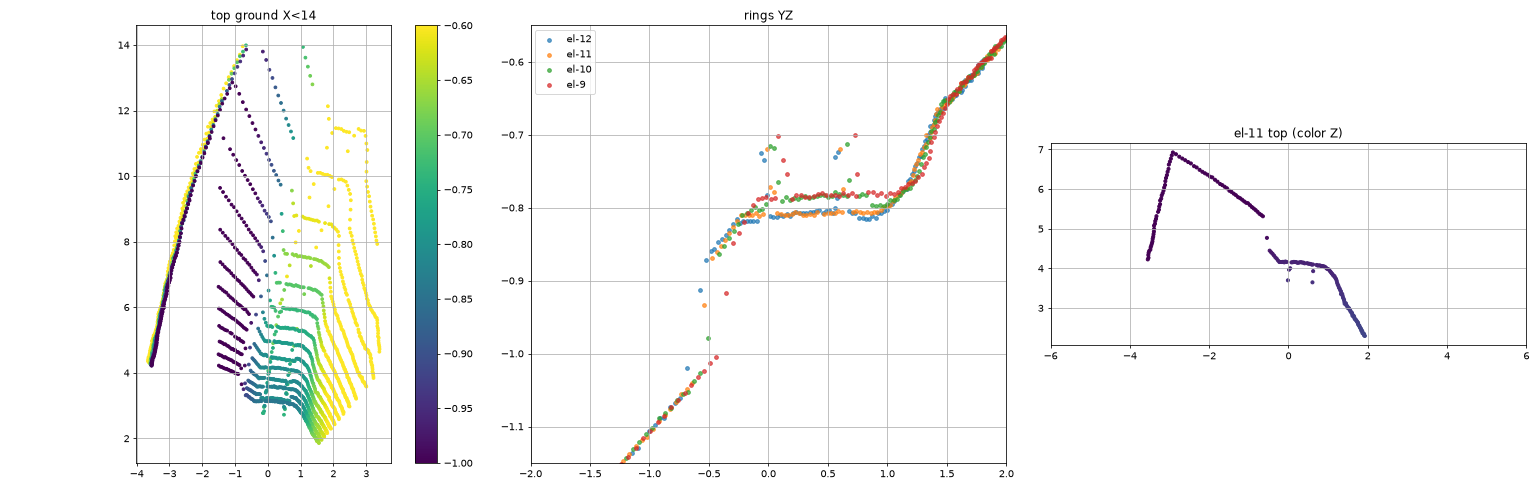 top ground X<14
14
12
10
8
6
4
2
−4 −3 −2 −1 0 1 2 3
−0.60
−0.65
−0.70
−0.75
−0.80
−0.85
−0.90
−0.95
−1.00
rings YZ
el-12
el-11
el-10
el-9
−0.6
−0.7
−0.8
−0.9
−1.0
−1.1
−2.0 −1.5 −1.0 −0.5 0.0 0.5 1.0 1.5 2.0
el-11 top (color Z)
7
6
5
4
3
−6 −4 −2 0 2 4 6